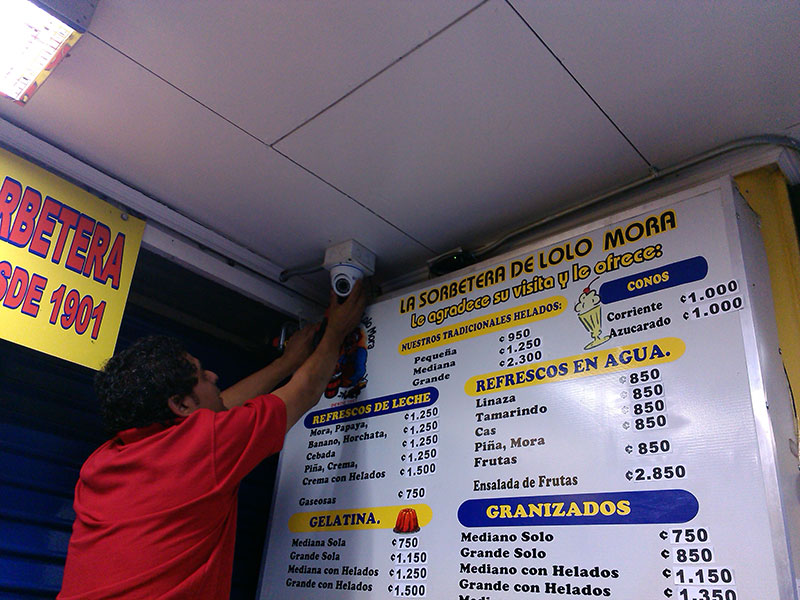 RBETERA
SDE 1901
LA SORBETERA DE LOLO MORA
Le agradece su visita y le ofrece:
NUESTROS TRADICIONALES HELADOS:
Pequeña ¢950
Mediana ¢1.250
Grande ¢2.300
CONOS
Corriente ¢1.000
Azucarado ¢1.000
REFRESCOS DE LECHE
Mora, Papaya, ¢1.250
Banano, Horchata, ¢1.250
Cebada ¢1.250
Piña, Crema, ¢1.250
Crema con Helados ¢1.500
Gaseosas ¢750
REFRESCOS EN AGUA.
Linaza ¢850
Tamarindo ¢850
Cas ¢850
Piña, Mora ¢850
Frutas ¢850
Ensalada de Frutas ¢2.850
GELATINA.
Mediana Sola ¢750
Grande Sola ¢1.150
Mediana con Helados ¢1.250
Grande con Helados ¢1.500
GRANIZADOS
Mediano Solo ¢750
Grande Solo ¢850
Mediano con Helados ¢1.150
Grande con Helados ¢1.350